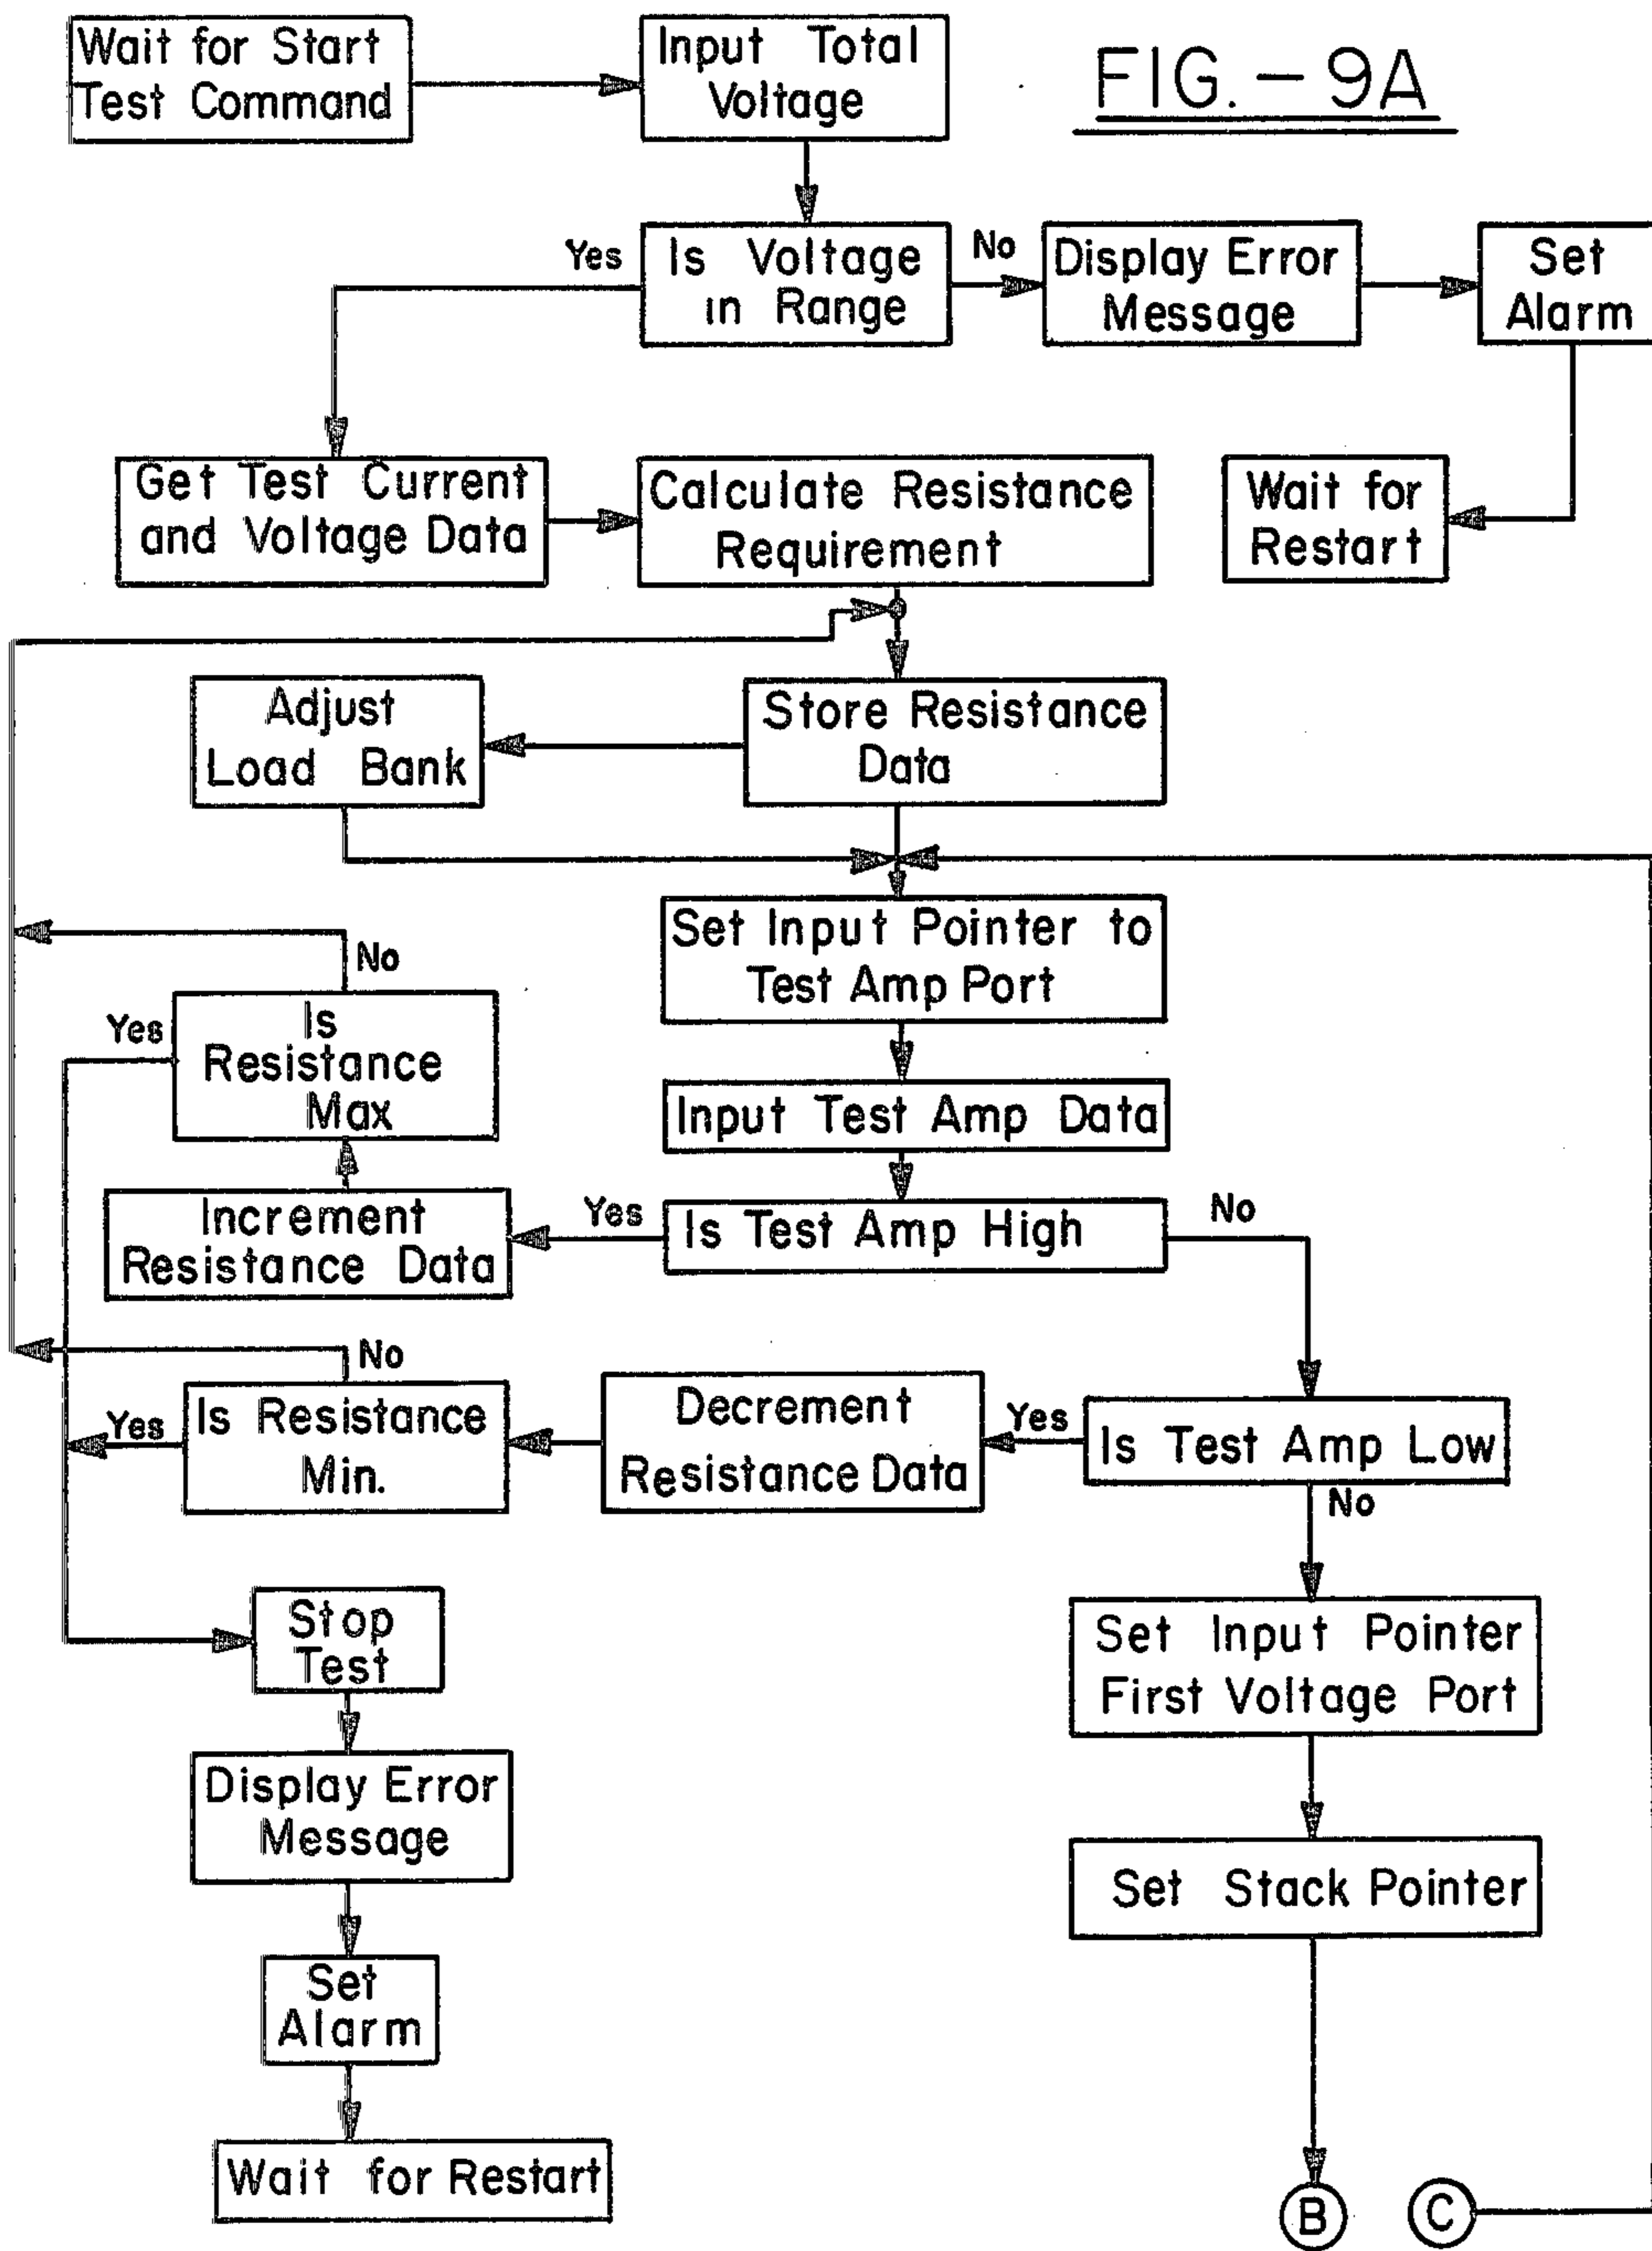 Wait for Start
Test Command
Input Total
Voltage
FIG.-9A
Yes
Is Voltage
in Range
No
Display Error
Message
Set
Alarm
Get Test Current
and Voltage Data
Calculate Resistance
Requirement
Wait for
Restart
Adjust
Load Bank
Store Resistance
Data
Set Input Pointer to
Test Amp Port
No
Yes
Is
Resistance
Max
Input Test Amp Data
Increment
Resistance Data
Yes
Is Test Amp High
No
No
Yes
Is Resistance
Min.
Decrement
Resistance Data
Yes
Is Test Amp Low
No
Stop
Test
Set Input Pointer
First Voltage Port
Display Error
Message
Set Stack Pointer
Set
Alarm
Wait for Restart
B
C